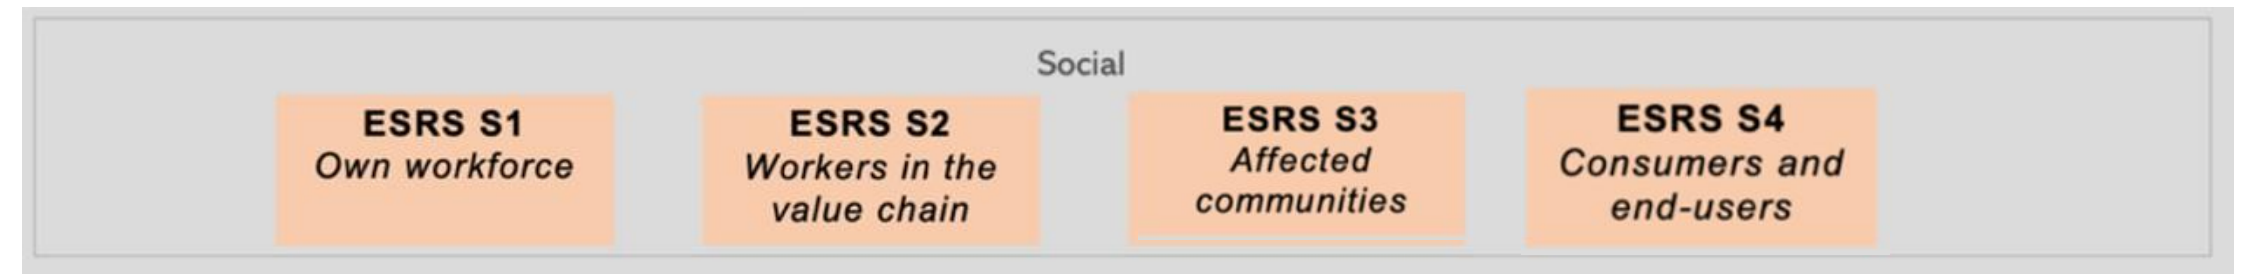 Social
ESRS S1
Own workforce
ESRS S2
Workers in the
value chain
ESRS S3
Affected
communities
ESRS S4
Consumers and
end-users